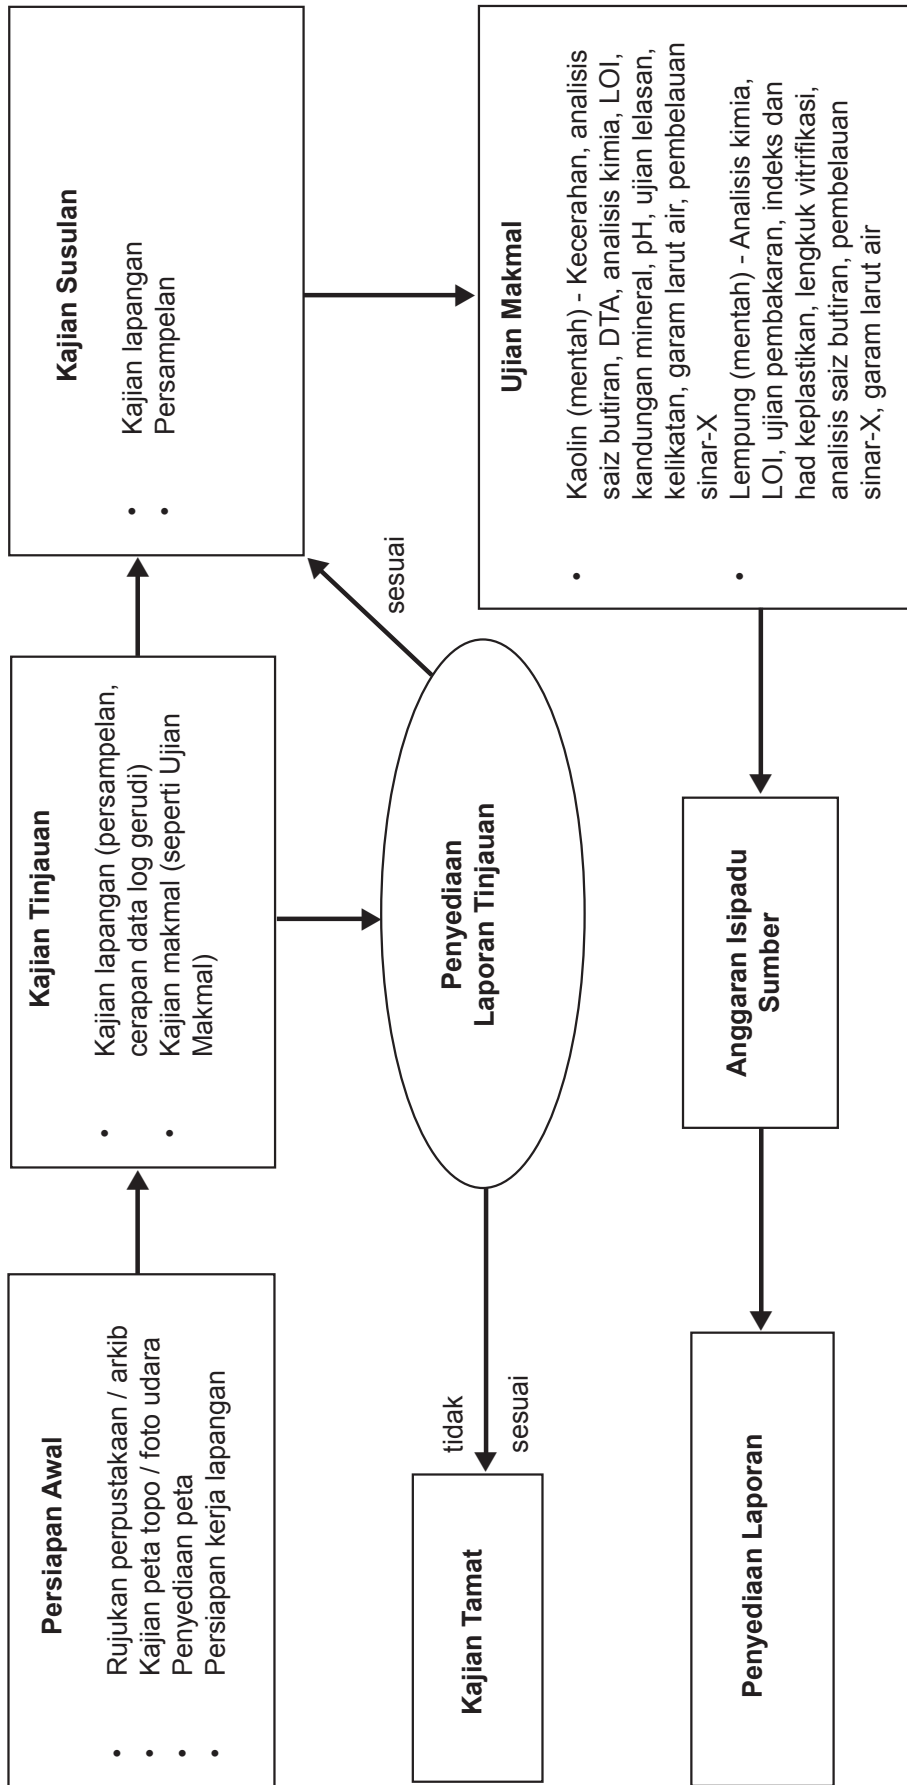 Persiapan Awal
• Rujukan perpustakaan / arkib
• Kajian peta topo / foto udara
• Penyediaan peta
• Persiapan kerja lapangan
Kajian Tinjauan
• Kajian lapangan (persampelan,
cerapan data log gerudi)
• Kajian makmal (seperti Ujian
Makmal)
Kajian Susulan
• Kajian lapangan
• Persampelan
Kajian Tamat
tidak
sesuai
Penyediaan
Laporan Tinjauan
sesuai
Penyediaan Laporan
Anggaran Isipadu
Sumber
Ujian Makmal
• Kaolin (mentah) - Kecerahan, analisis
saiz butiran, DTA, analisis kimia, LOI,
kandungan mineral, pH, ujian lelasan,
kelikatan, garam larut air, pembelauan
sinar-X
• Lempung (mentah) - Analisis kimia,
LOI, ujian pembakaran, indeks dan
had keplastikan, lengkuk vitrifikasi,
analisis saiz butiran, pembelauan
sinar-X, garam larut air